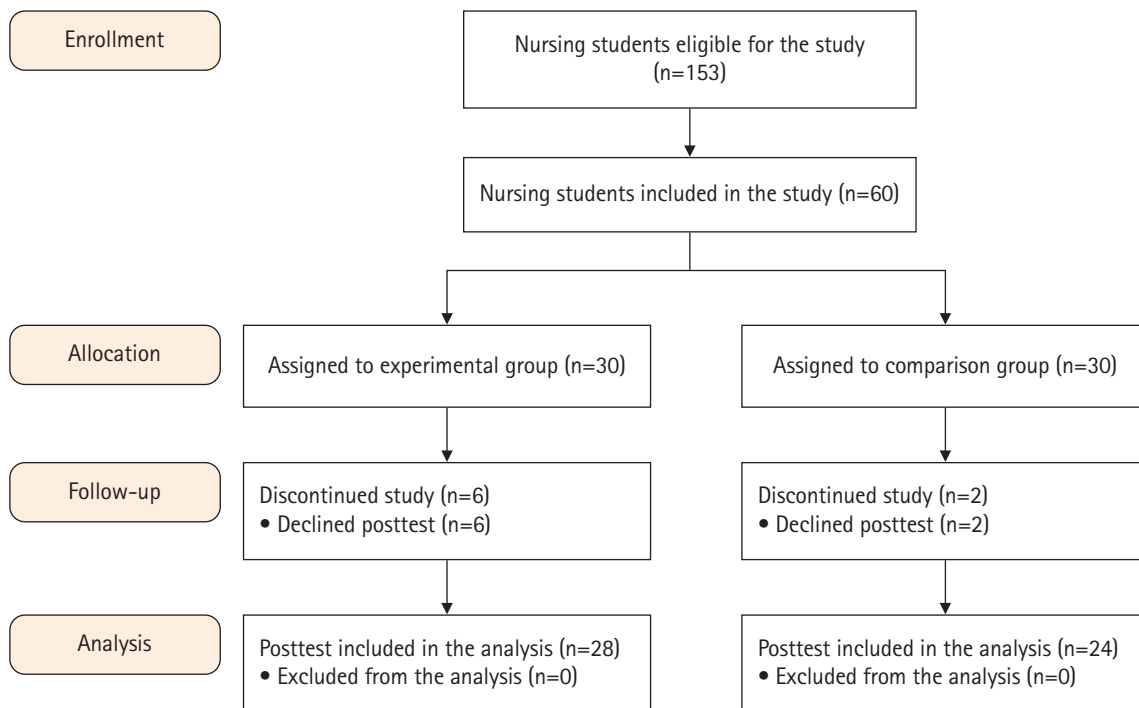 Enrollment
Nursing students eligible for the study
(n=153)
Nursing students included in the study (n=60)
Allocation
Assigned to experimental group (n=30)
Assigned to comparison group (n=30)
Follow-up
Discontinued study (n=6)
• Declined posttest (n=6)
Discontinued study (n=2)
• Declined posttest (n=2)
Analysis
Posttest included in the analysis (n=28)
• Excluded from the analysis (n=0)
Posttest included in the analysis (n=24)
• Excluded from the analysis (n=0)